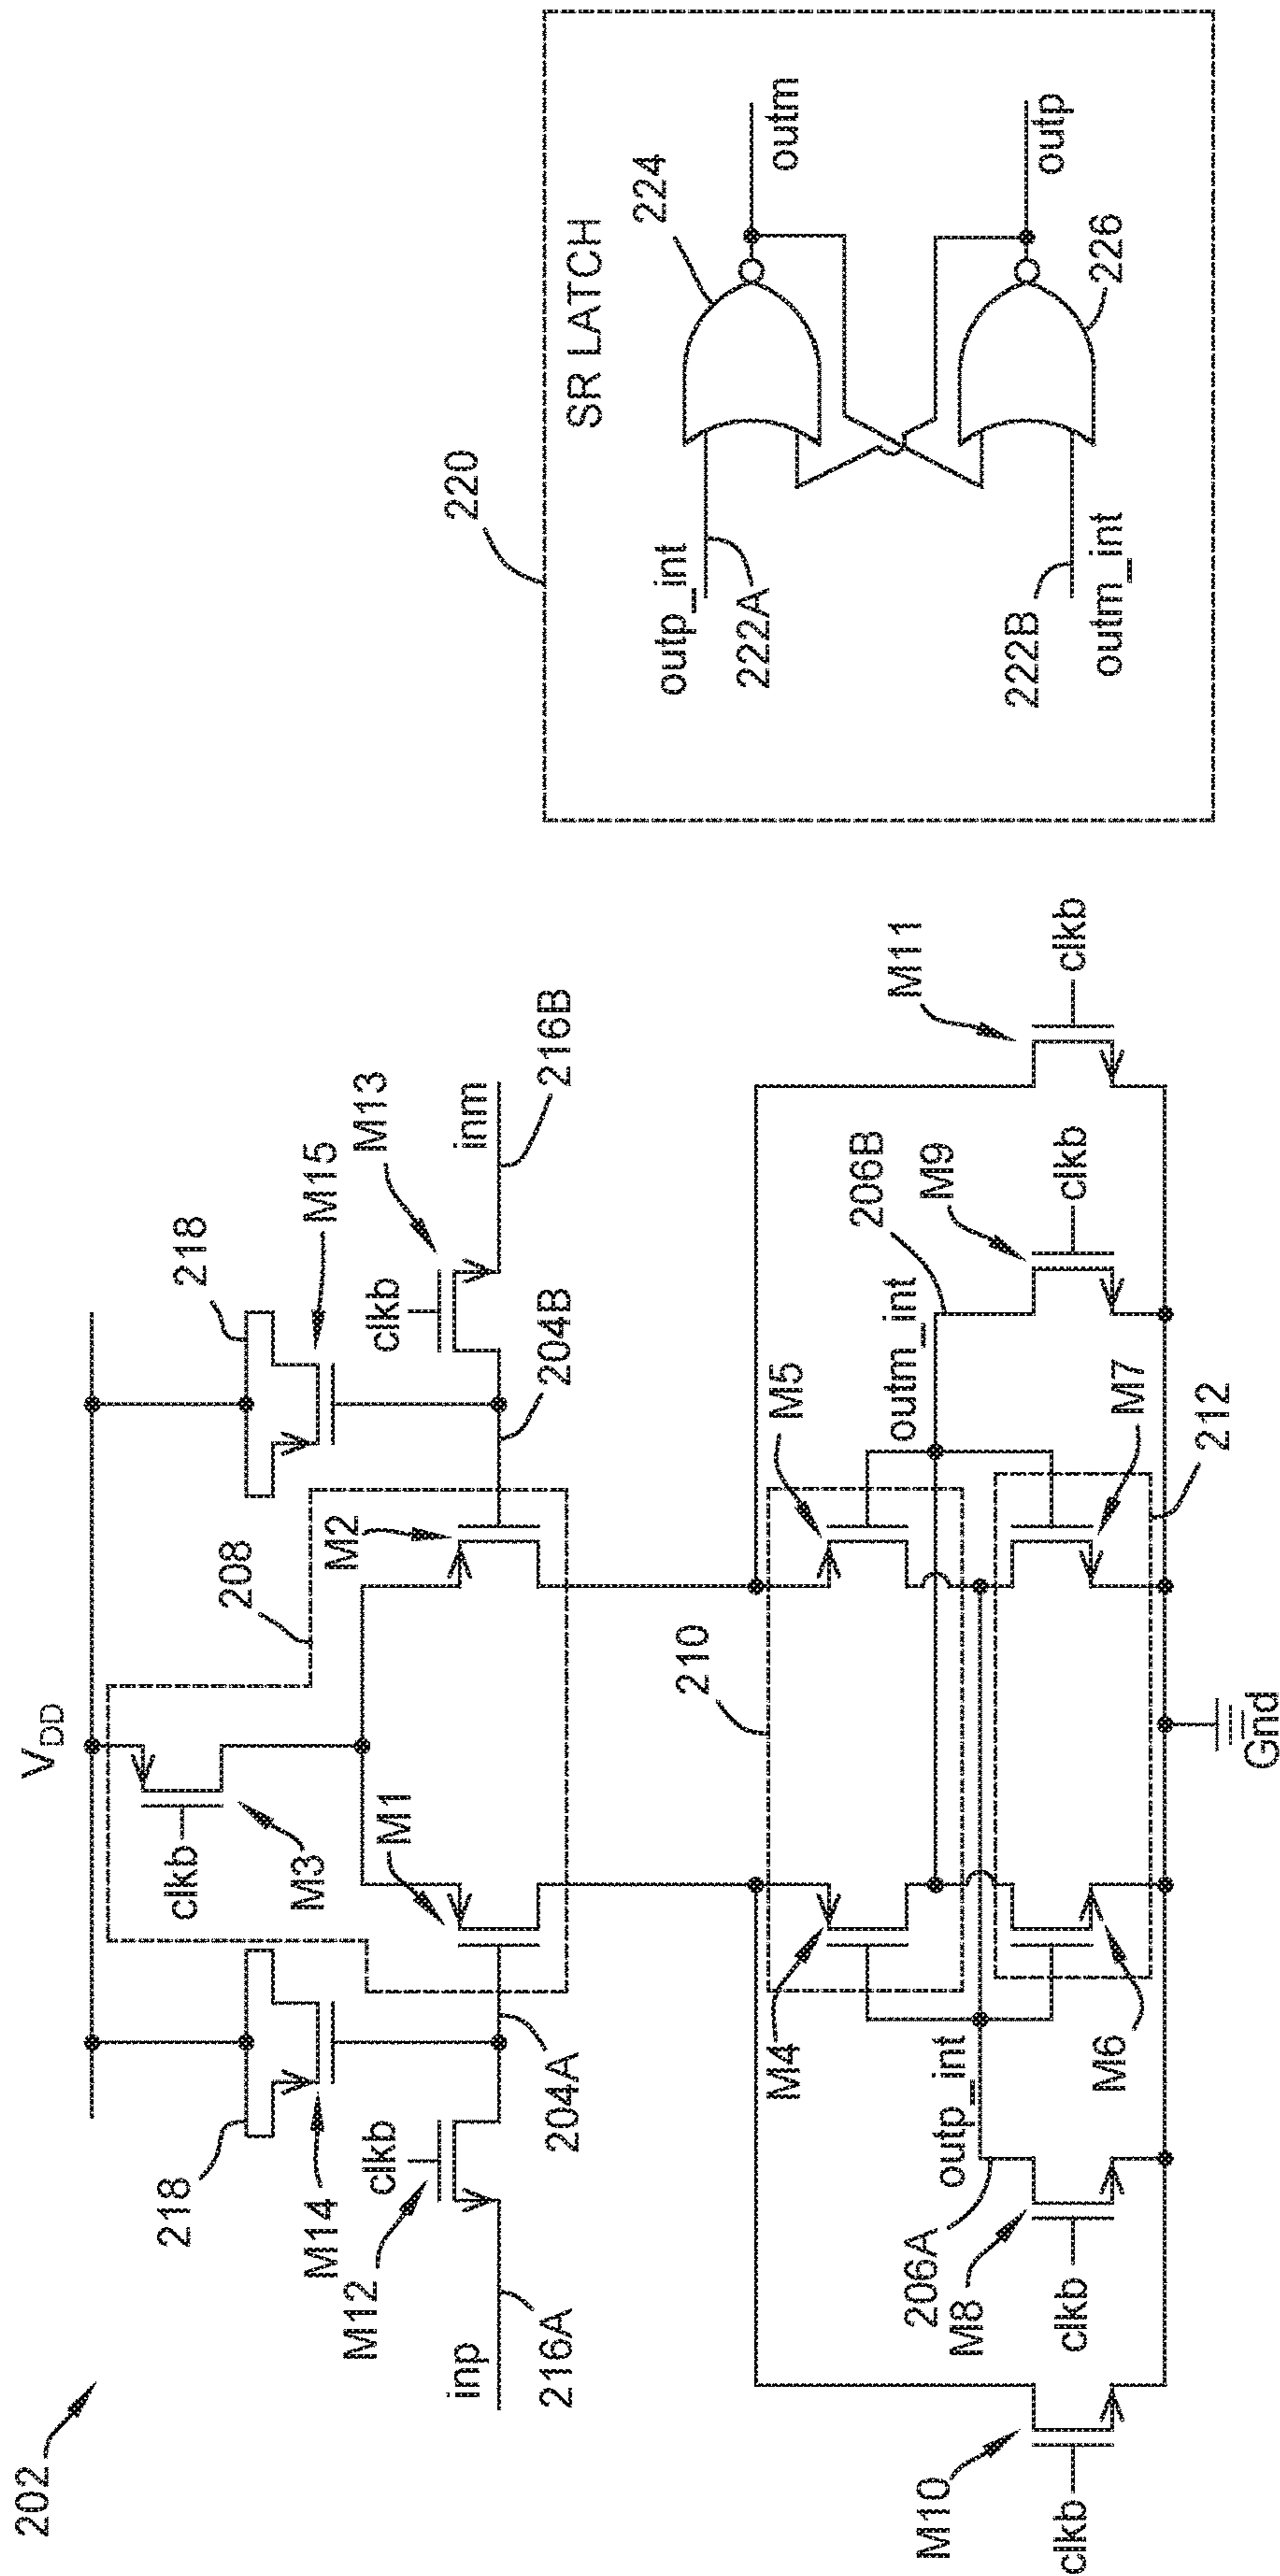 202
V_DD
218
218
208
clkb
M3
M14
M15
M12
M13
clkb
clkb
M1
M2
inp
inm
216A
216B
204A
204B
210
M4
M5
outp_int
outm_int
206A
206B
M8
M9
M10
M11
M6
M7
212
clkb
clkb
clkb
clkb
Gnd
220
SR LATCH
outp_int
222A
224
outm
222B
outm_int
226
outp